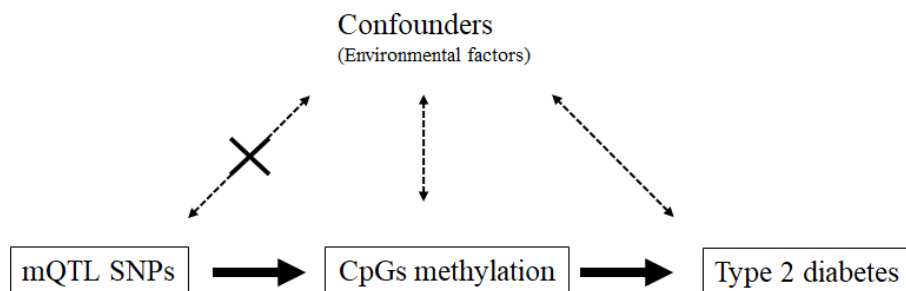 Confounders
(Environmental factors)
mQTL SNPs
CpGs methylation
Type 2 diabetes